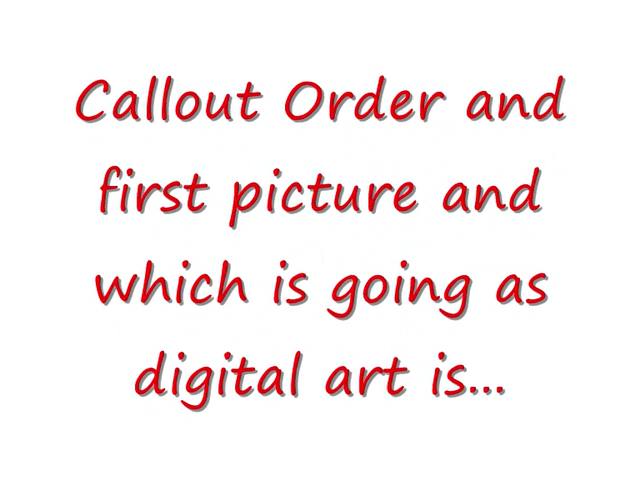 Callout Order and
first picture and
which is going as
digital art is...